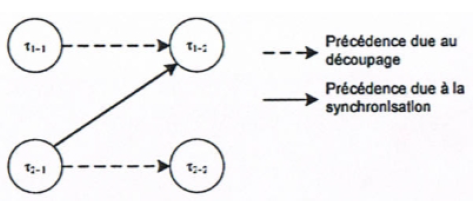 τ₁₋₁
τ₁₋₂
Précédence due au
découpage
Précédence due à la
synchronisation
τ₂₋₁
τ₂₋₂